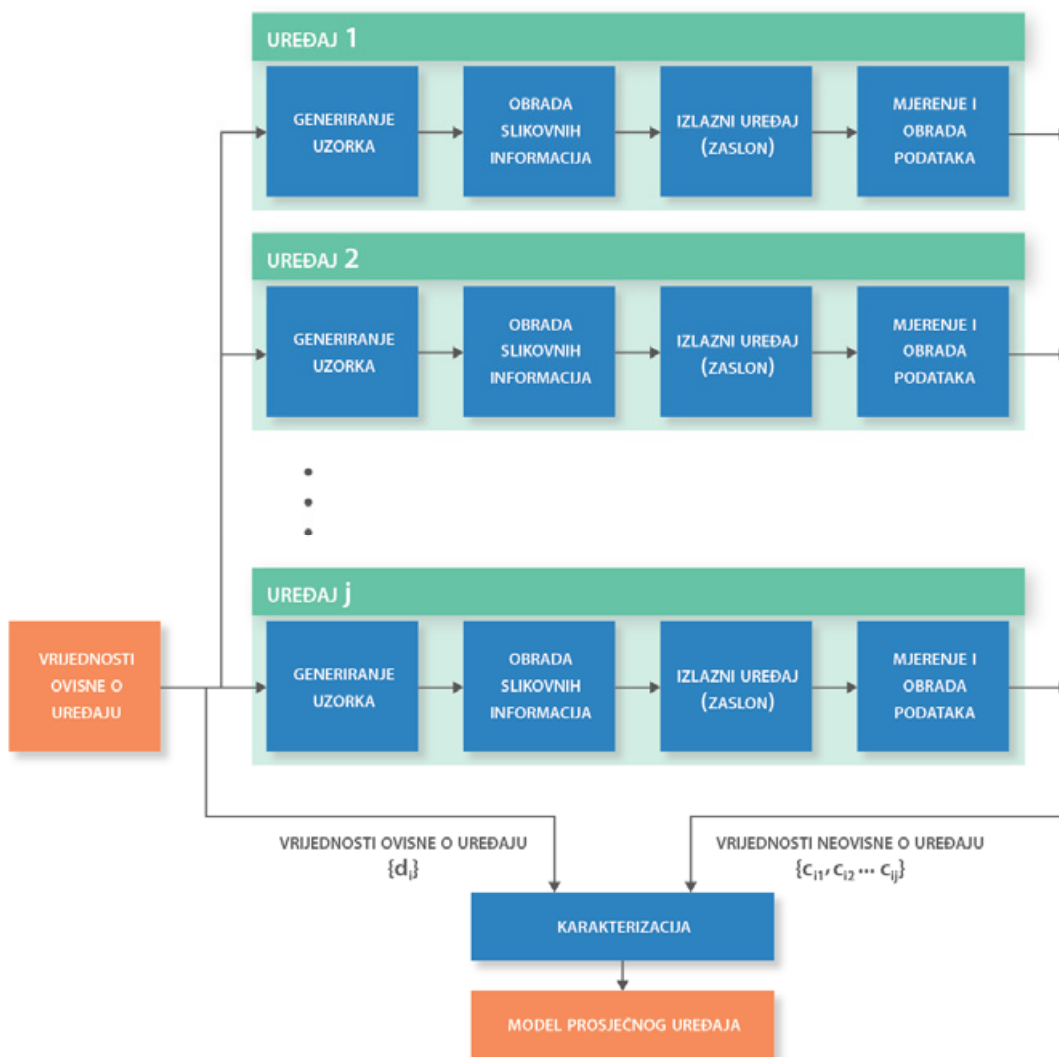 UREĐAJ 1
GENERIRANJE
UZORKA
OBRADA
SLIKOVNIH
INFORMACIJA
IZLAZNI UREĐAJ
(ZASLON)
MJERENJE I
OBRADA
PODATAKA
UREĐAJ 2
GENERIRANJE
UZORKA
OBRADA
SLIKOVNIH
INFORMACIJA
IZLAZNI UREĐAJ
(ZASLON)
MJERENJE I
OBRADA
PODATAKA
UREĐAJ j
VRIJEDNOSTI
OVISNE O
UREĐAJU
GENERIRANJE
UZORKA
OBRADA
SLIKOVNIH
INFORMACIJA
IZLAZNI UREĐAJ
(ZASLON)
MJERENJE I
OBRADA
PODATAKA
VRIJEDNOSTI OVISNE O UREĐAJU
{di}
VRIJEDNOSTI NEOVISNE O UREĐAJU
{ci1, ci2 ... cij}
KARAKTERIZACIJA
MODEL PROSJEČNOG UREĐAJA